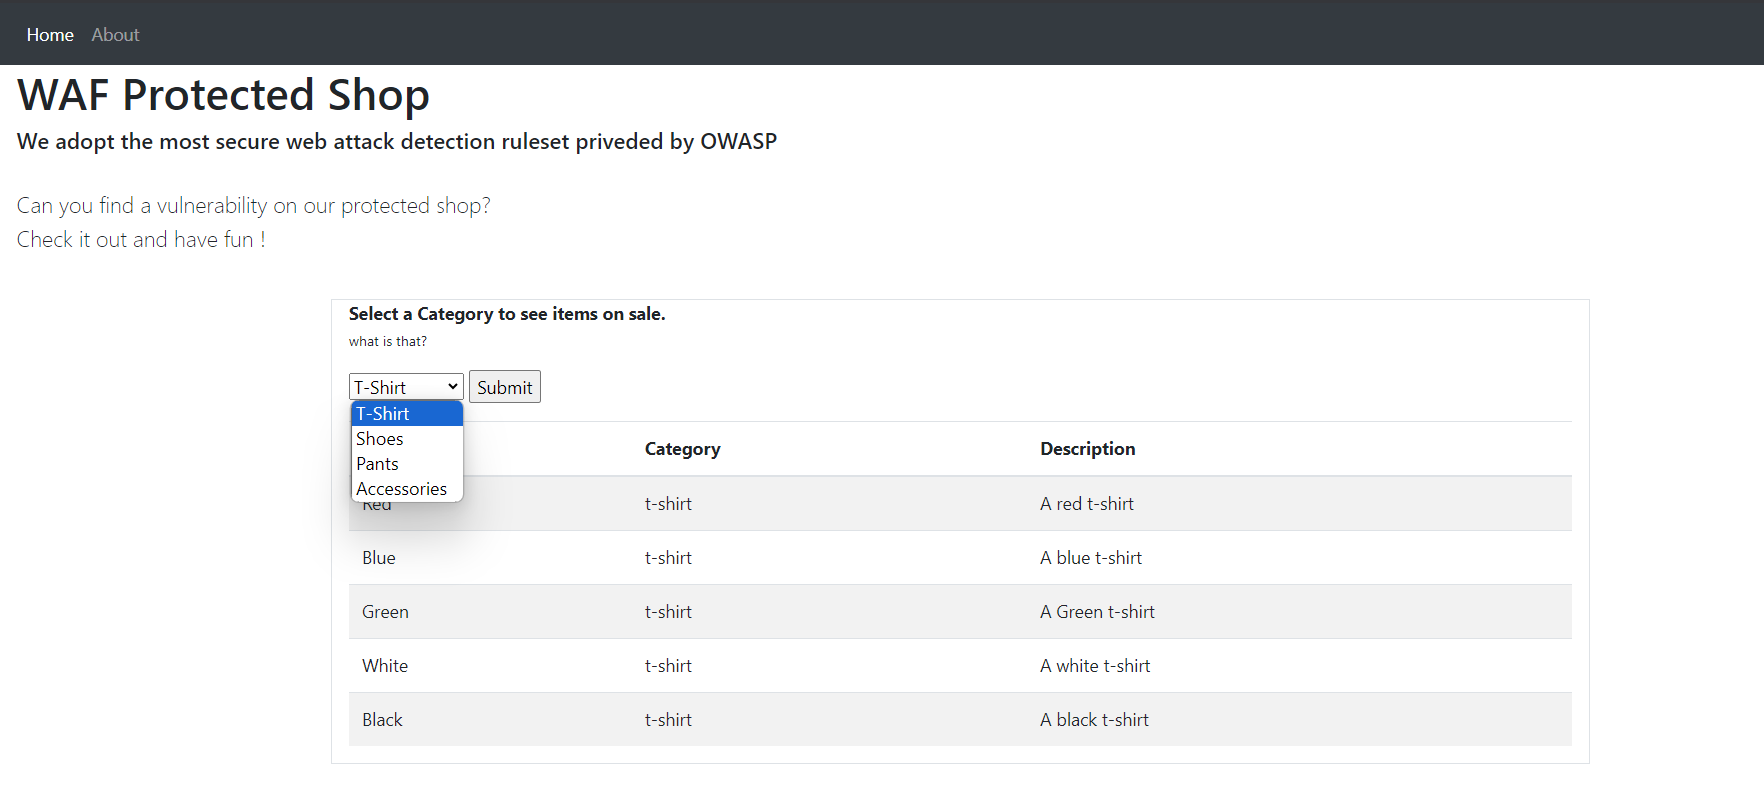 Home About
WAF Protected Shop
We adopt the most secure web attack detection ruleset priveded by OWASP
Can you find a vulnerability on our protected shop?
Check it out and have fun !
Select a Category to see items on sale.
what is that?
T-Shirt Submit
T-Shirt
Shoes
Pants
Accessories
Category Description
Red t-shirt A red t-shirt
Blue t-shirt A blue t-shirt
Green t-shirt A Green t-shirt
White t-shirt A white t-shirt
Black t-shirt A black t-shirt